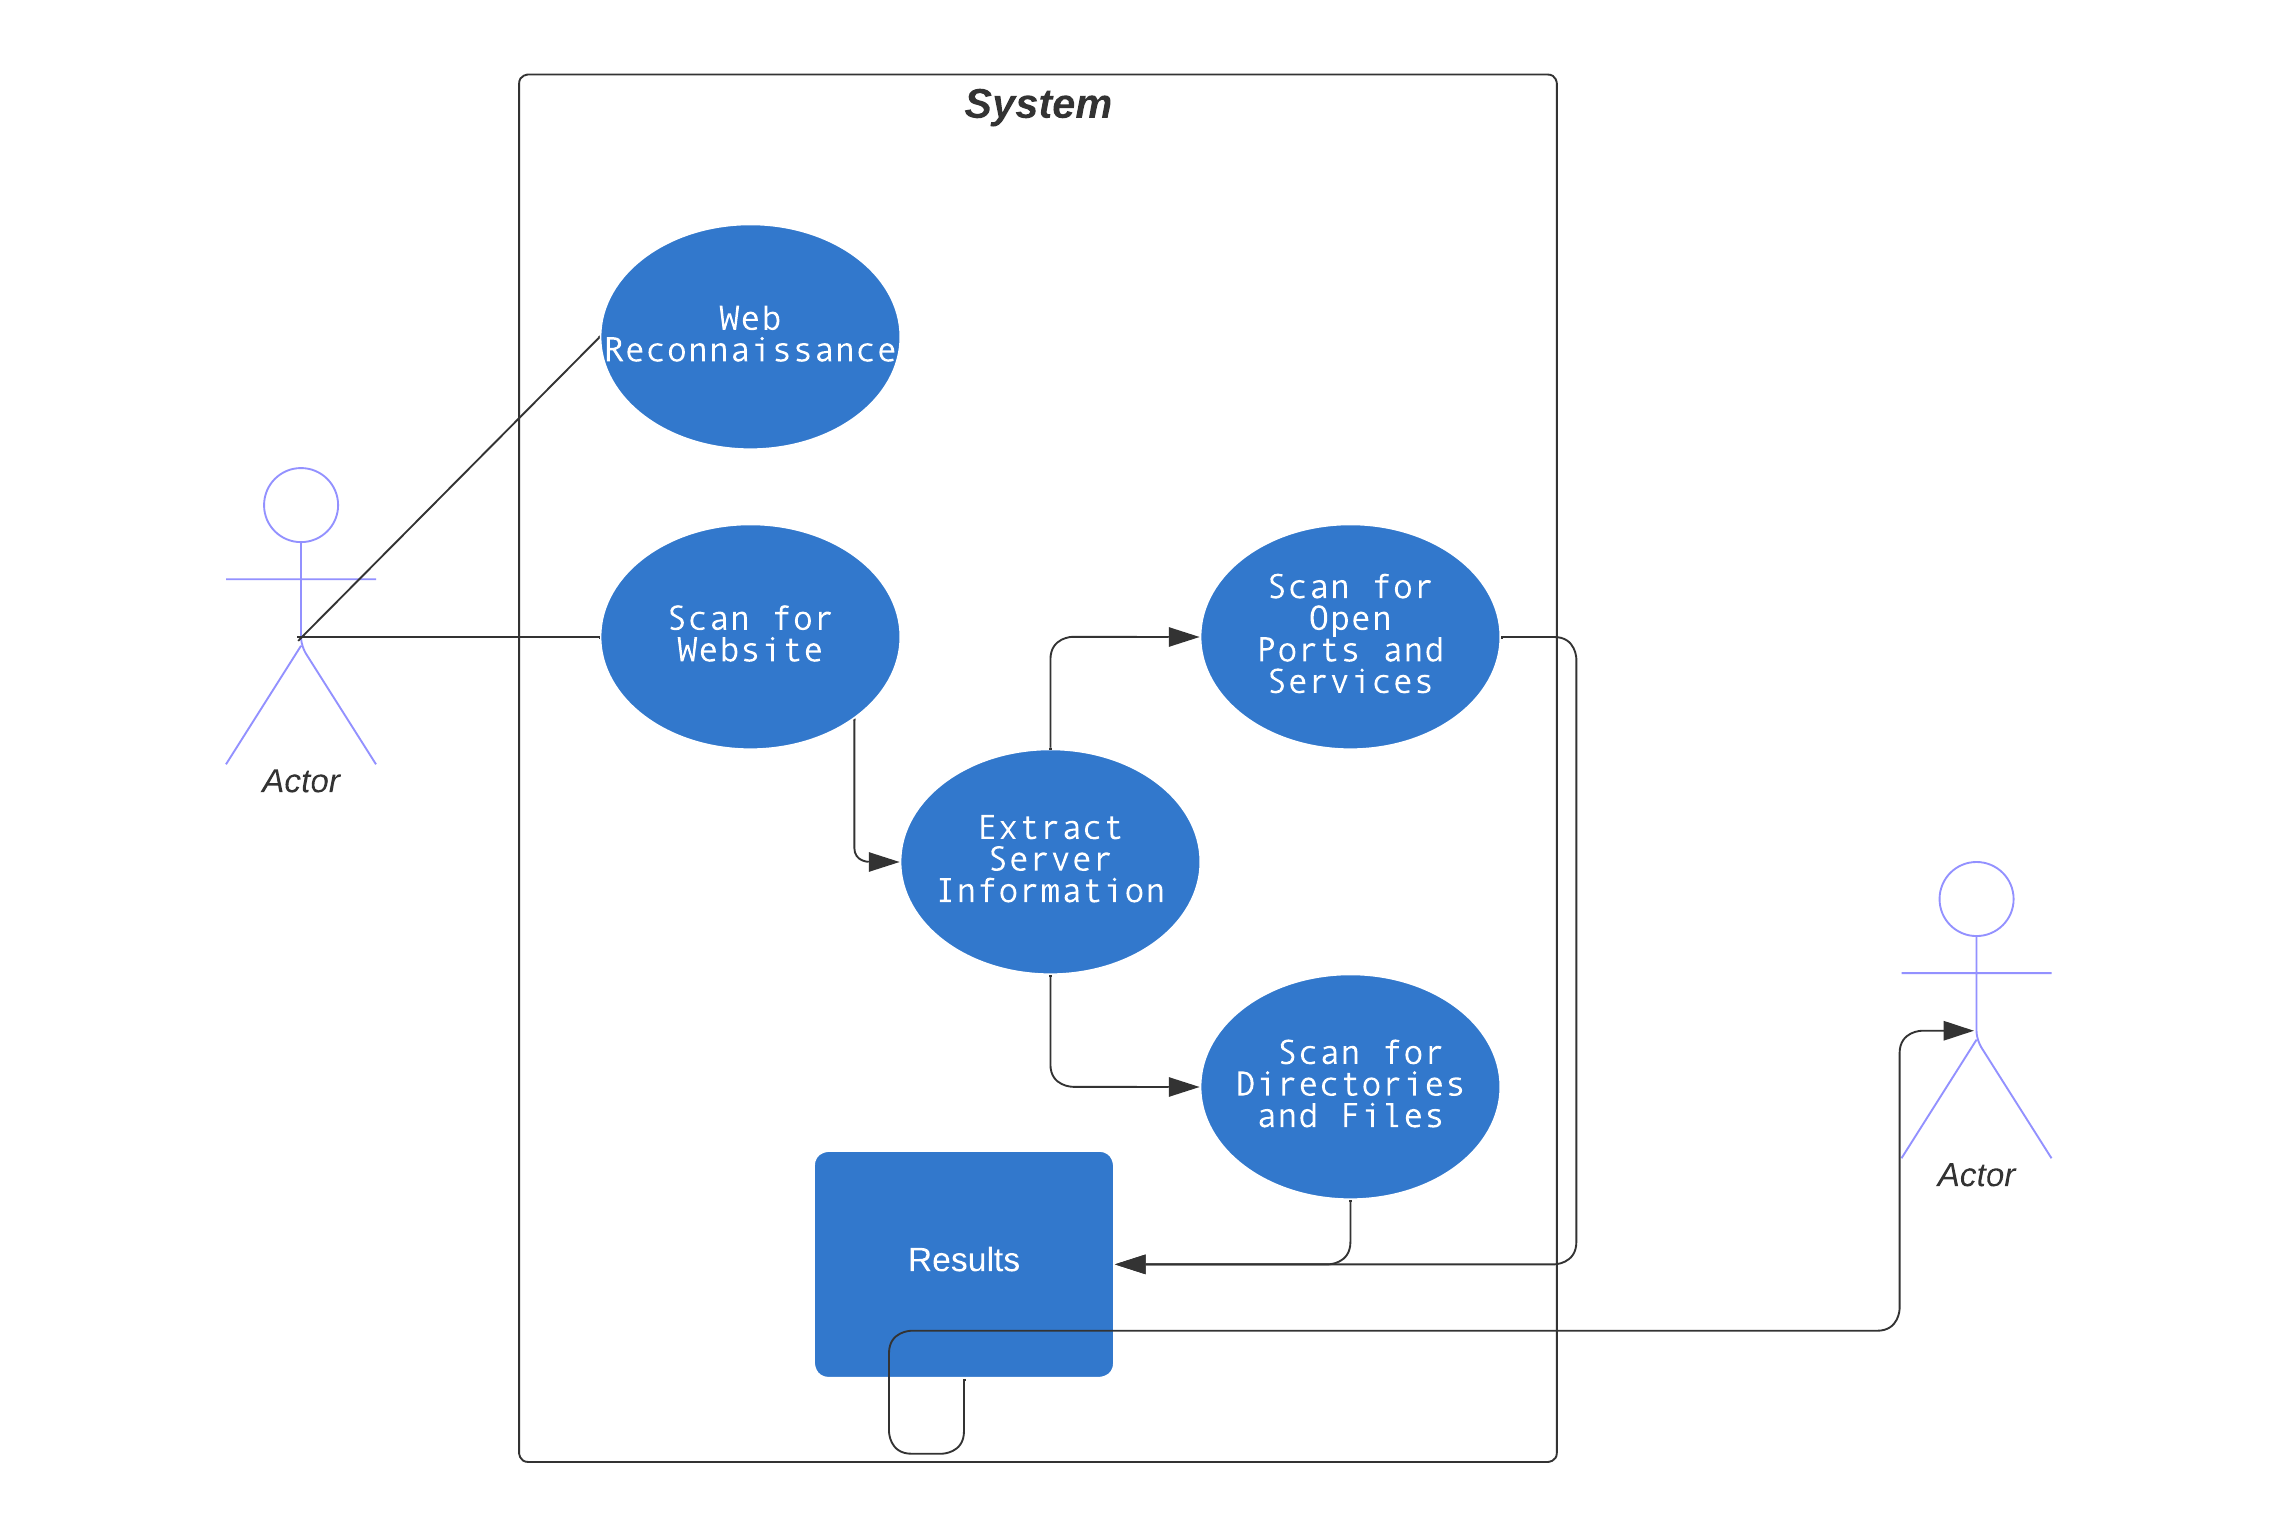 System
Web
Reconnaissance
Scan for
Website
Scan for
Open
Ports and
Services
Actor
Extract
Server
Information
Scan for
Directories
and Files
Actor
Results